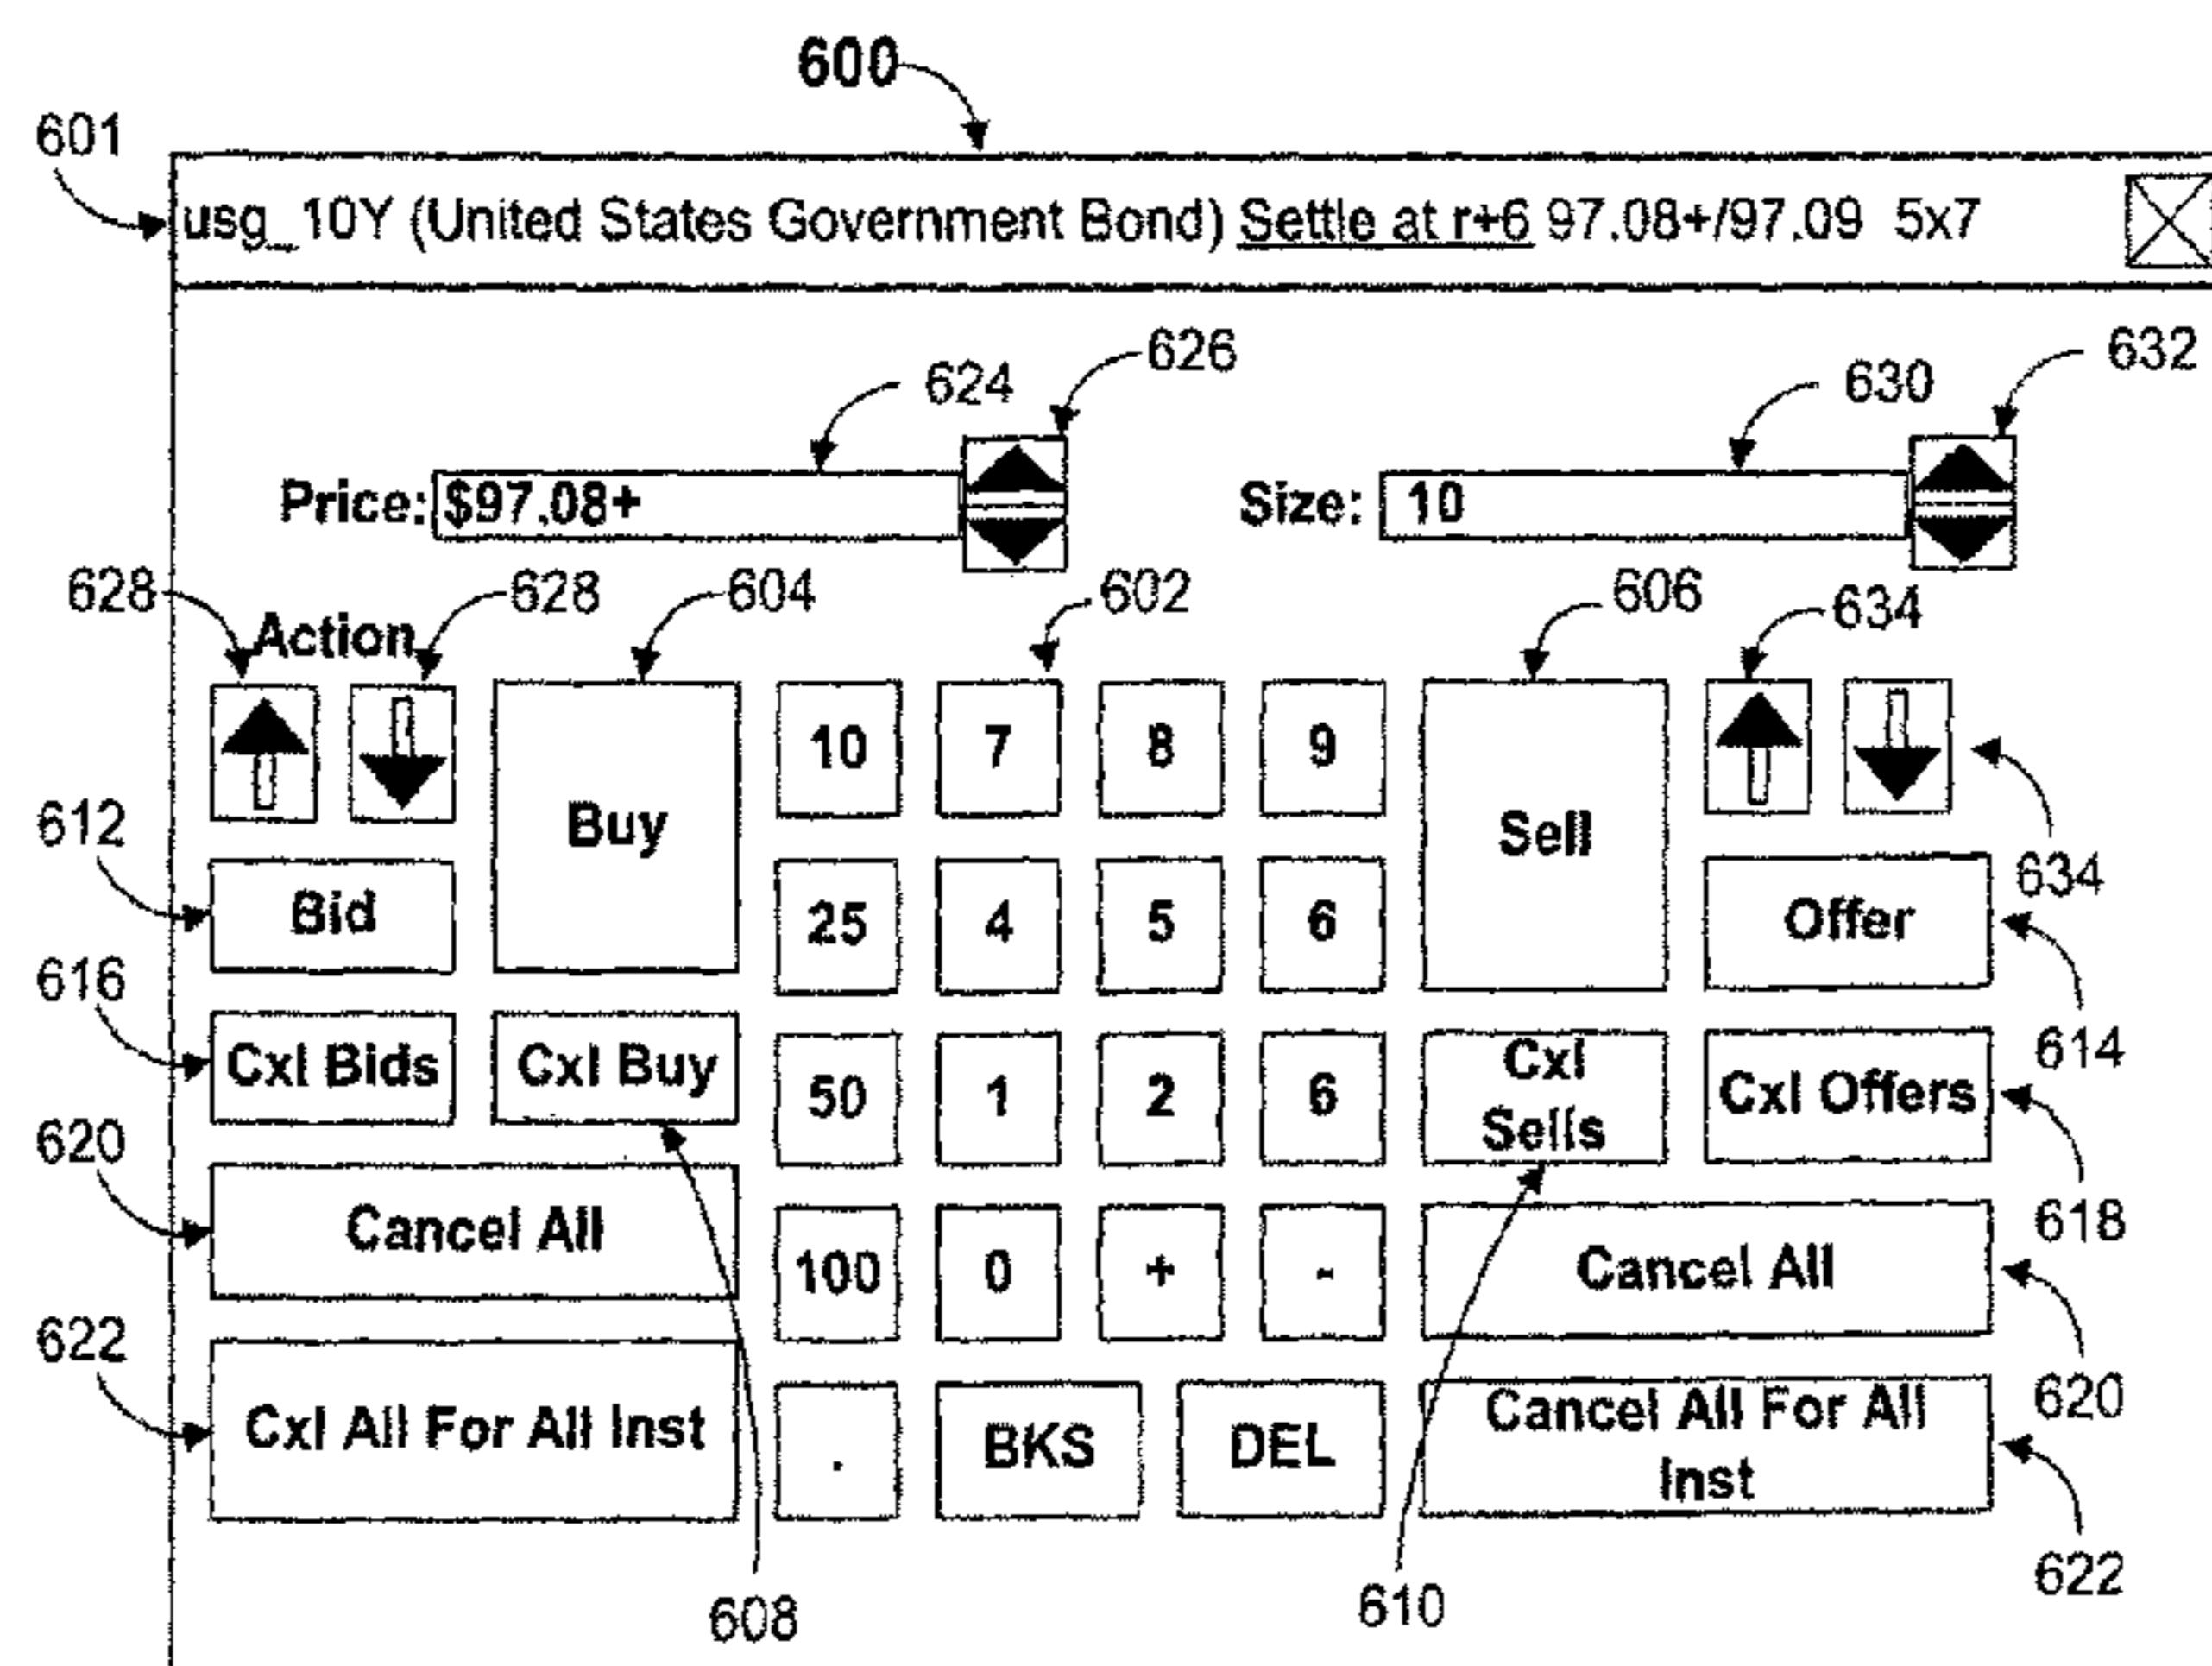 600
601
usg_10Y (United States Government Bond) Settle at r+6 97.08+/97.09 5x7
626
632
624
630
Price: $97.08+
Size: 10
628
Action
628
604
602
606
634
10 7 8 9
Buy
Sell
612
Bid
25 4 5 6
Offer
634
616
Cxl Bids
Cxl Buy
50 1 2 6
Cxl
Sells
Cxl Offers
614
620
Cancel All
100 0 + -
Cancel All
618
622
Cxl All For All Inst
. BKS DEL
Cancel All For All
Inst
620
622
608
610